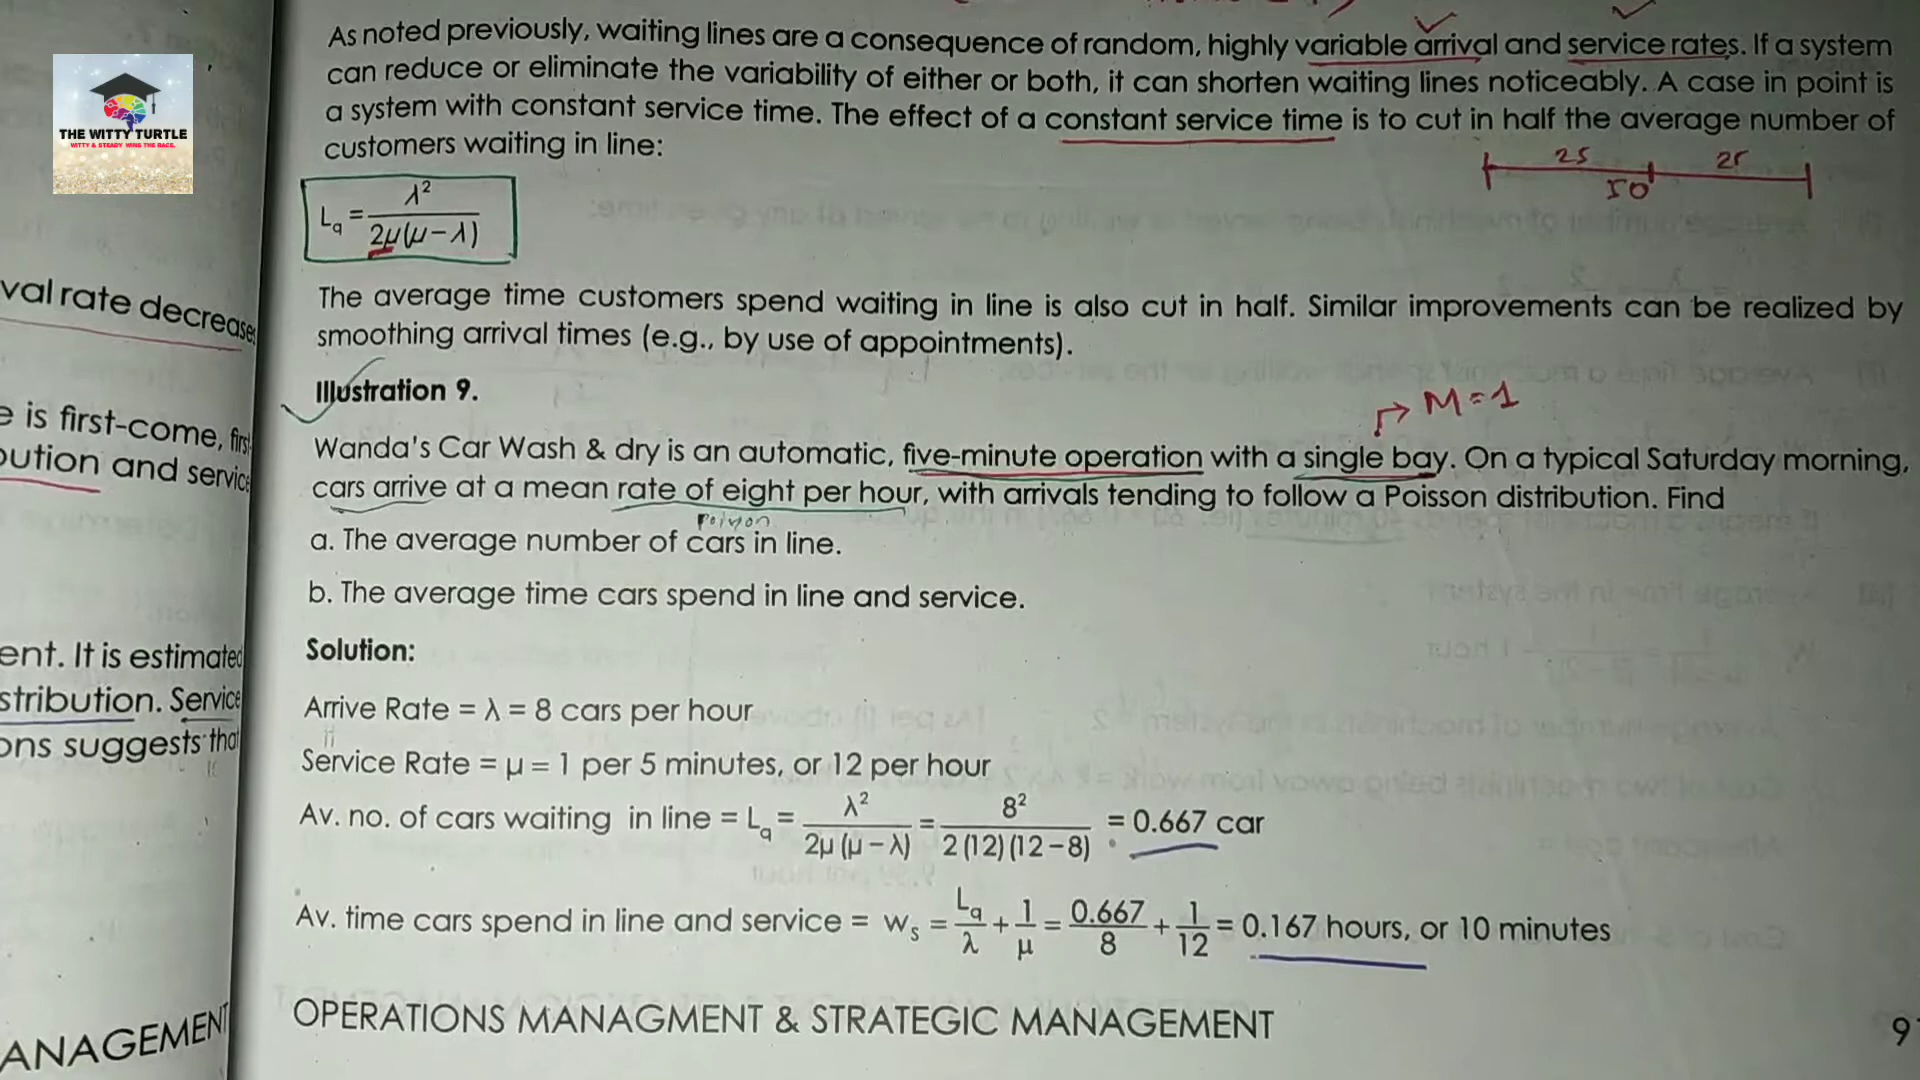 THE WITTY TURTLE
WITTY & STEADY WINS THE RACE.
As noted previously, waiting lines are a consequence of random, highly variable arrival and service rates. If a system
can reduce or eliminate the variability of either or both, it can shorten waiting lines noticeably. A case in point is
a system with constant service time. The effect of a constant service time is to cut in half the average number of
customers waiting in line:
25 25
50
Lq = λ² / 2μ(μ−λ)
The average time customers spend waiting in line is also cut in half. Similar improvements can be realized by
smoothing arrival times (e.g., by use of appointments).
Illustration 9.
M = 1
Wanda's Car Wash & dry is an automatic, five-minute operation with a single bay. On a typical Saturday morning,
cars arrive at a mean rate of eight per hour, with arrivals tending to follow a Poisson distribution. Find
a. The average number of cars in line.
b. The average time cars spend in line and service.
Solution:
Arrive Rate = λ = 8 cars per hour
Service Rate = μ = 1 per 5 minutes, or 12 per hour
Av. no. of cars waiting in line = Lq = λ² / 2μ (μ − λ) = 8² / 2 (12) (12 − 8) = 0.667 car
Av. time cars spend in line and service = ws = Lq / λ + 1 / μ = 0.667 / 8 + 1 / 12 = 0.167 hours, or 10 minutes
OPERATIONS MANAGMENT & STRATEGIC MANAGEMENT
9
val rate decreases
e is first-come, first
bution and service
ent. It is estimated
stribution. Service
ons suggests that
ANAGEMENT